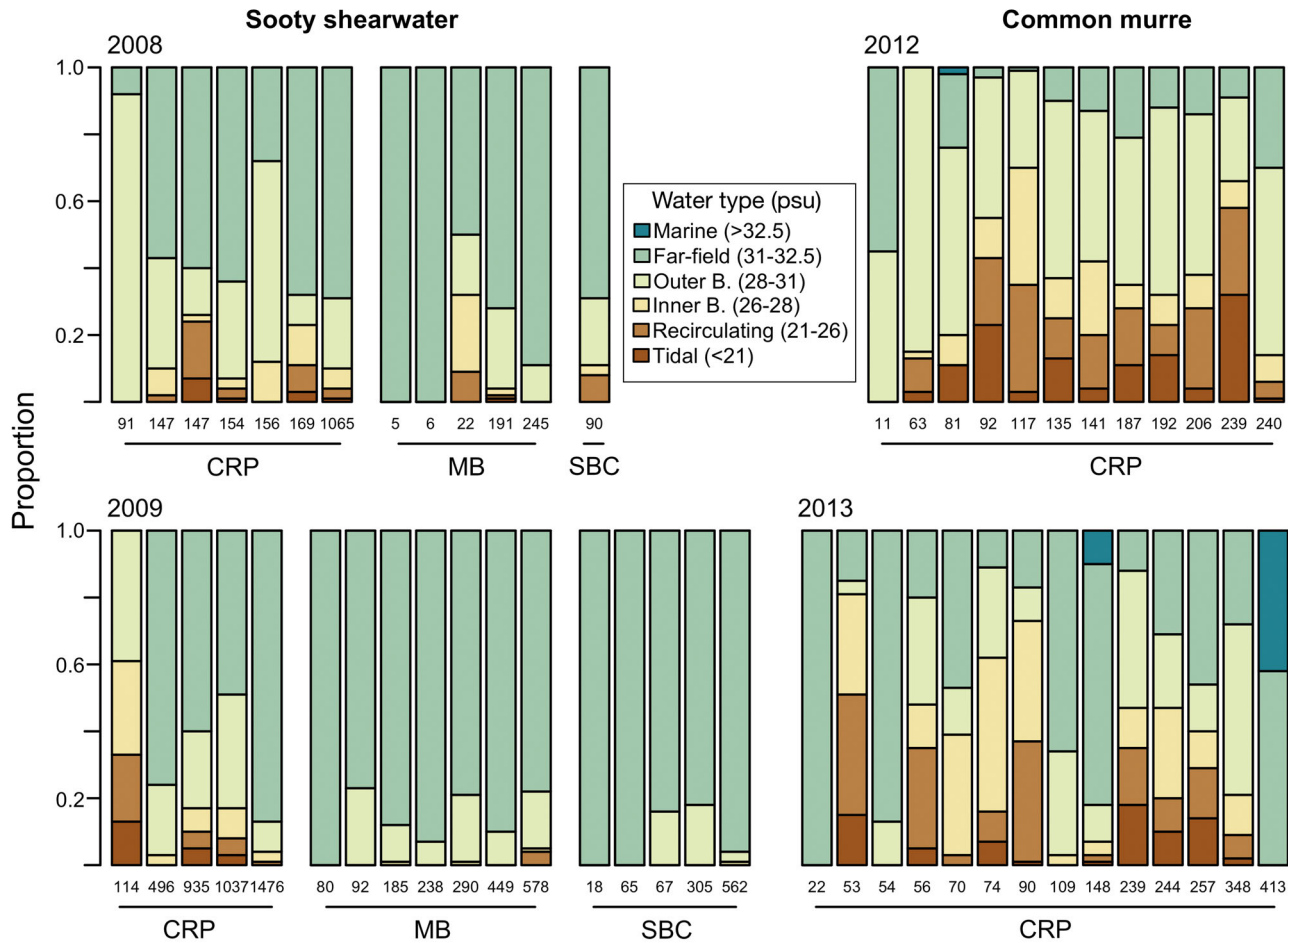 Sooty shearwater
Common murre
2008
2012
1.0
0.6
0.2
Water type (psu)
Marine (>32.5)
Far-field (31-32.5)
Outer B. (28-31)
Inner B. (26-28)
Recirculating (21-26)
Tidal (<21)
91 147 147 154 156 169 1065 5 6 22 191 245 90
11 63 81 92 117 135 141 187 192 206 239 240
CRP MB SBC
CRP
Proportion
2009
2013
1.0
0.6
0.2
114 496 935 1037 1476 80 92 185 238 290 449 578 18 65 67 305 562
22 53 54 56 70 74 90 109 148 239 244 257 348 413
CRP MB SBC
CRP